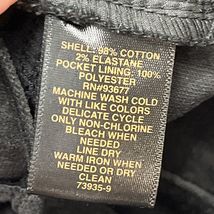 SHELL: 98% COTTON
2% ELASTANE
POCKET LINING: 100%
POLYESTER
RN#93677
MACHINE WASH COLD
WITH LIKE COLORS
DELICATE CYCLE
ONLY NON-CHLORINE
BLEACH WHEN
NEEDED
LINE DRY
WARM IRON WHEN
NEEDED OR DRY
CLEAN
73935-9